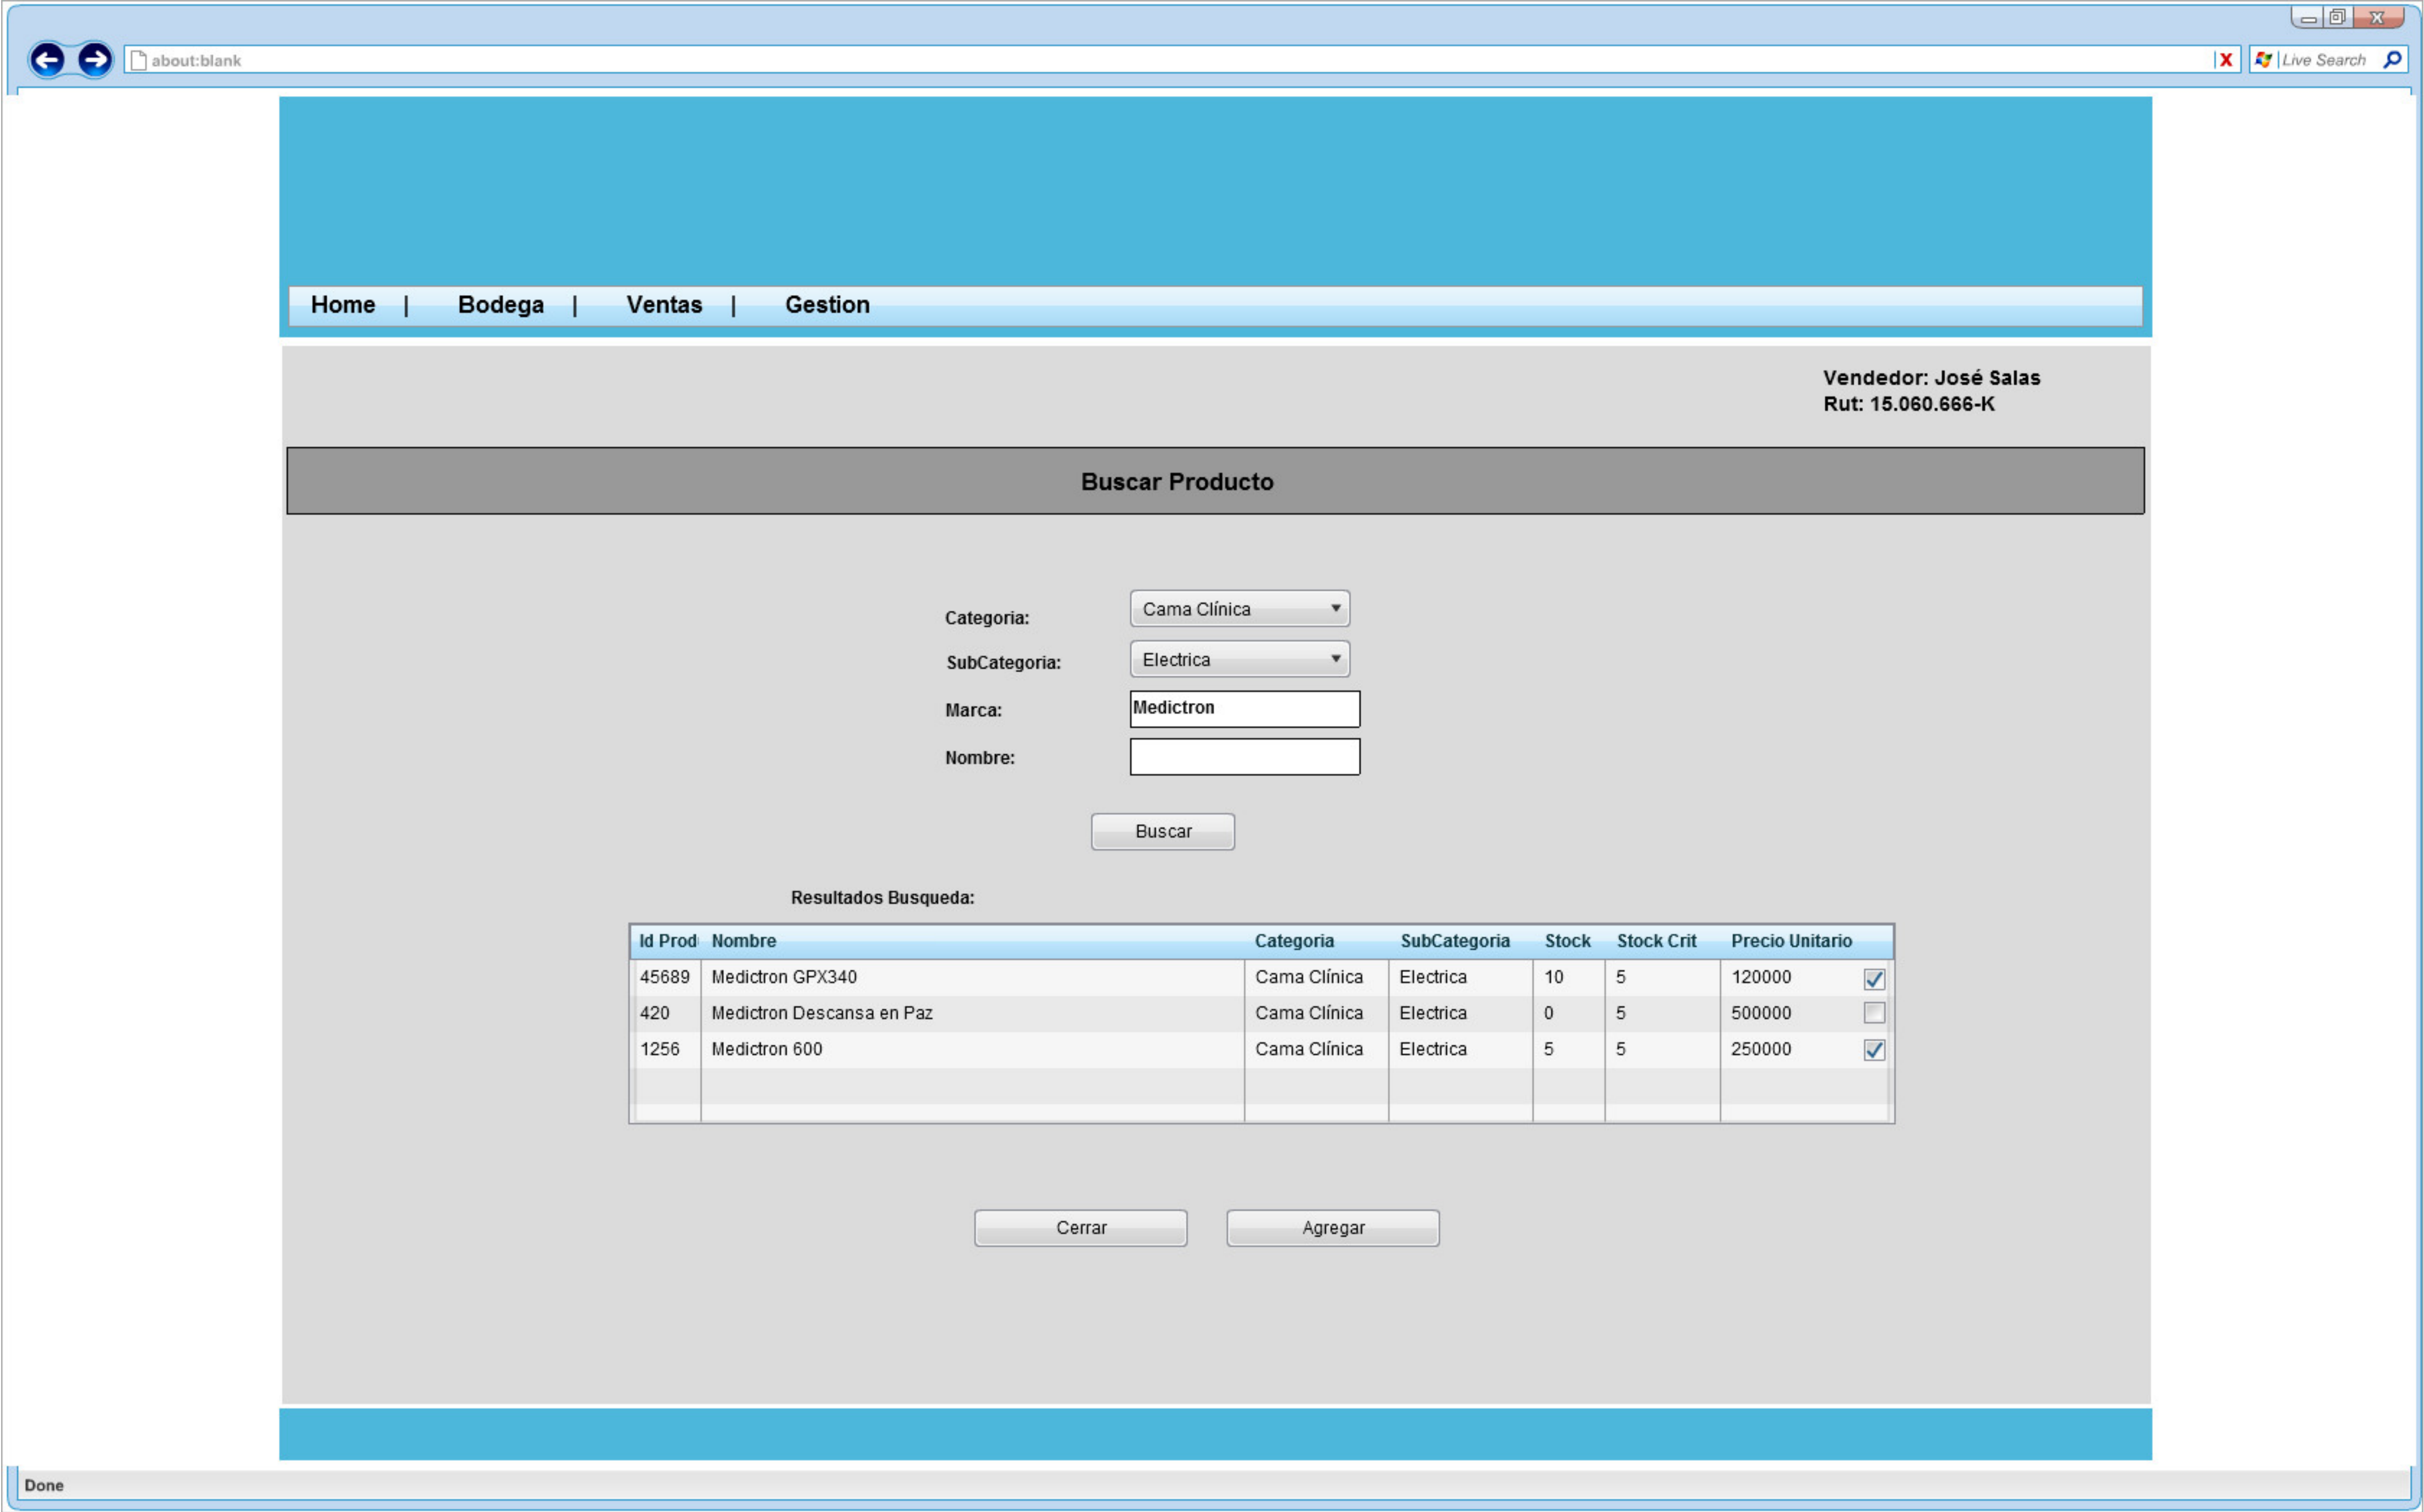 about:blank
Live Search
Home | Bodega | Ventas | Gestion
Vendedor: José Salas
Rut: 15.060.666-K
Buscar Producto
Categoria: Cama Clínica
SubCategoria: Electrica
Marca: Medictron
Nombre:
Buscar
Resultados Busqueda:
Id Prod Nombre Categoria SubCategoria Stock Stock Crit Precio Unitario
45689 Medictron GPX340 Cama Clínica Electrica 10 5 120000
420 Medictron Descansa en Paz Cama Clínica Electrica 0 5 500000
1256 Medictron 600 Cama Clínica Electrica 5 5 250000
Cerrar Agregar
Done